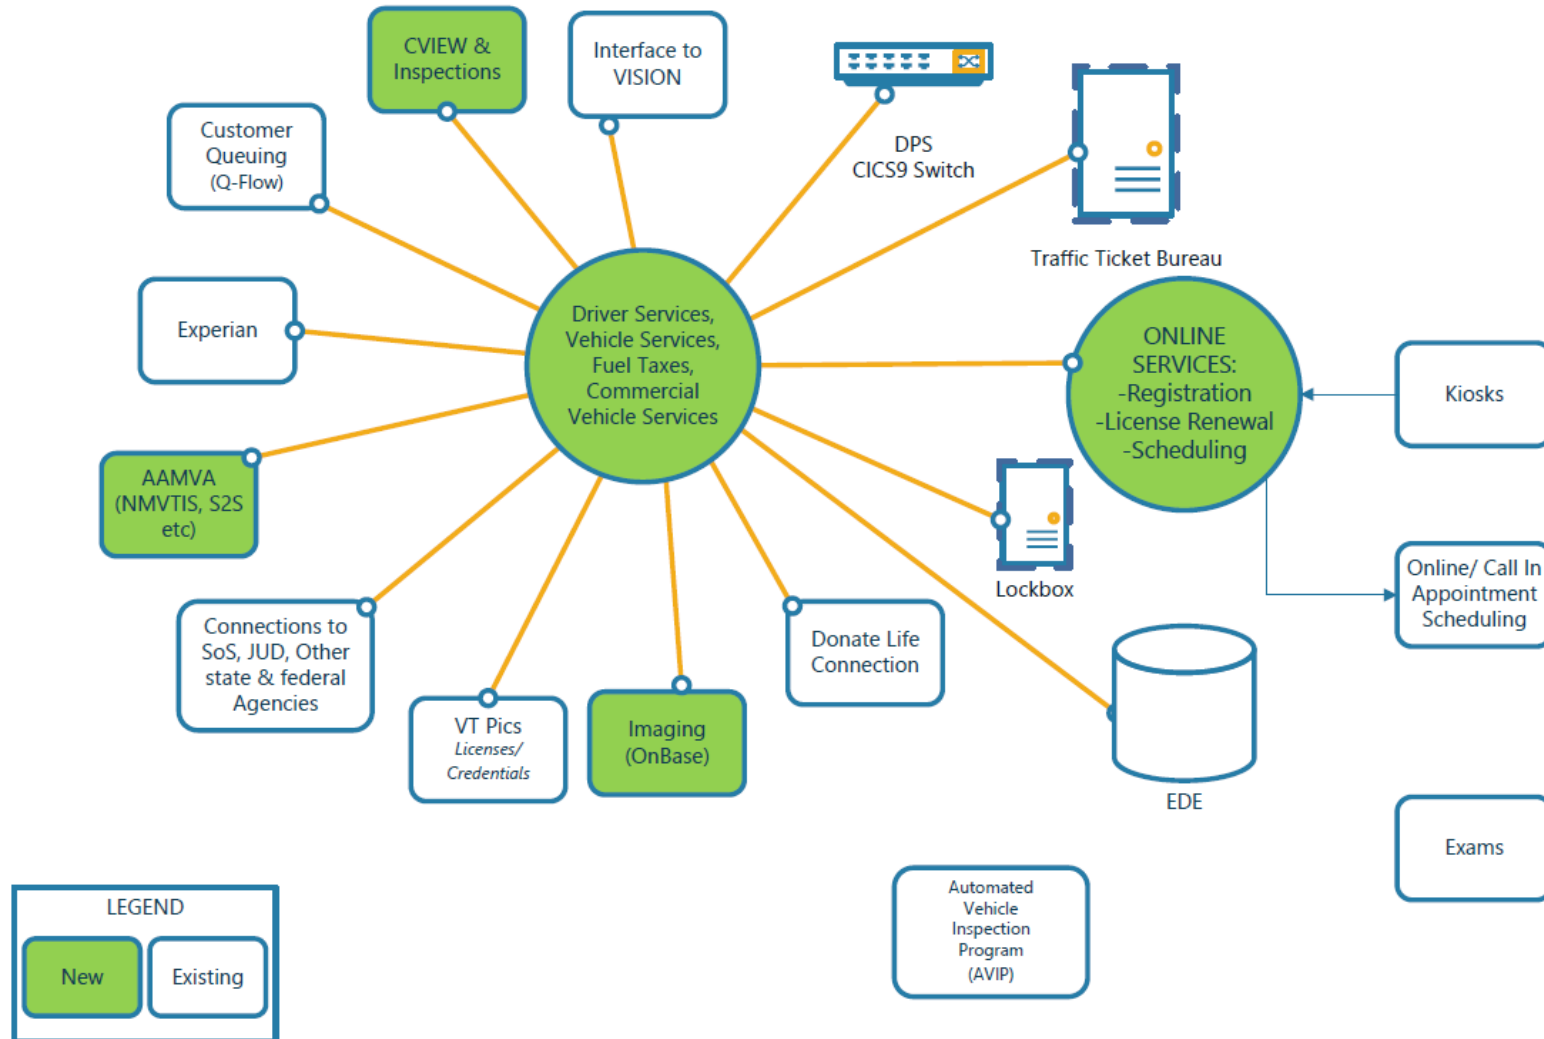 CVIEW &
Inspections
Interface to
VISION
DPS
CICS9 Switch
Customer
Queuing
(Q-Flow)
Traffic Ticket Bureau
Experian
Driver Services,
Vehicle Services,
Fuel Taxes,
Commercial
Vehicle Services
ONLINE
SERVICES:
-Registration
-License Renewal
-Scheduling
Kiosks
AAMVA
(NMVTIS, S2S
etc)
Lockbox
Online/ Call In
Appointment
Scheduling
Connections to
SoS, JUD, Other
state & federal
Agencies
VT Pics
Licenses/
Credentials
Imaging
(OnBase)
Donate Life
Connection
EDE
Exams
Automated
Vehicle
Inspection
Program
(AVIP)
LEGEND
New
Existing